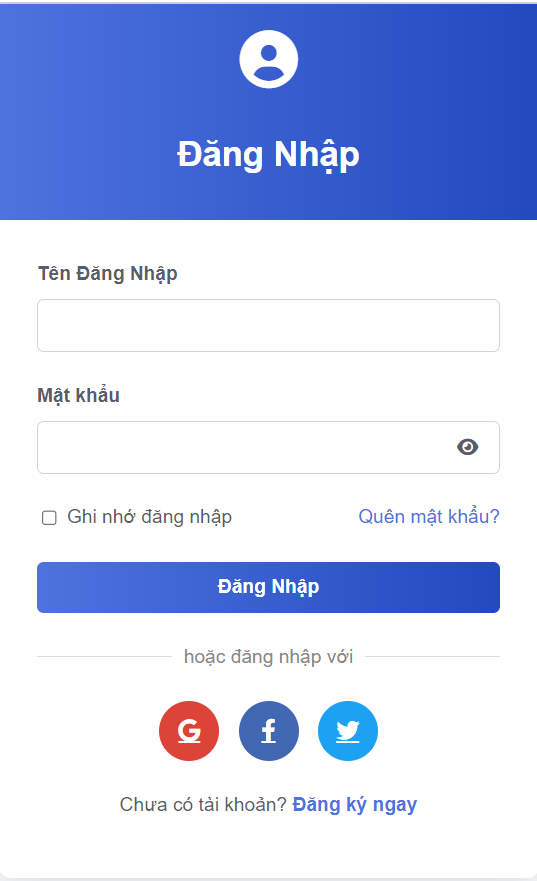 Đăng Nhập
Tên Đăng Nhập
Mật khẩu
Ghi nhớ đăng nhập Quên mật khẩu?
Đăng Nhập
hoặc đăng nhập với
Chưa có tài khoản? Đăng ký ngay